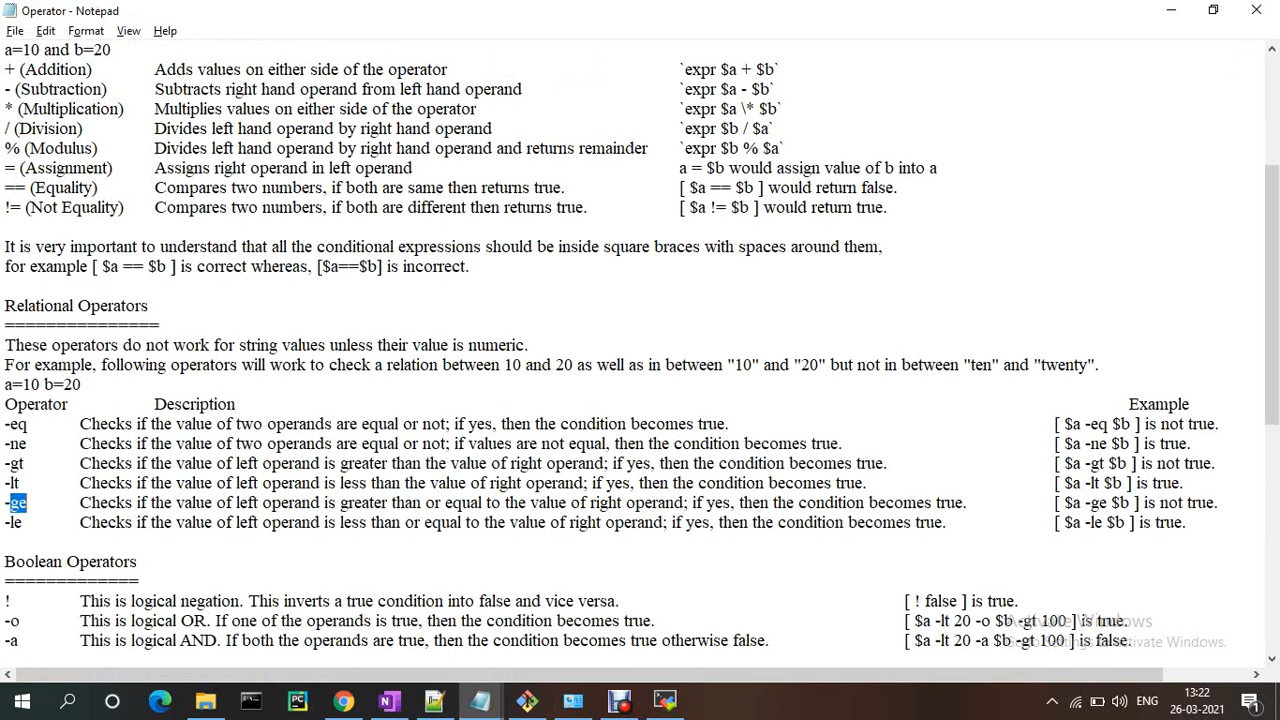 Operator - Notepad
File Edit Format View Help
a=10 and b=20
+ (Addition) Adds values on either side of the operator `expr $a + $b`
- (Subtraction) Subtracts right hand operand from left hand operand `expr $a - $b`
* (Multiplication) Multiplies values on either side of the operator `expr $a \* $b`
/ (Division) Divides left hand operand by right hand operand `expr $b / $a`
% (Modulus) Divides left hand operand by right hand operand and returns remainder `expr $b % $a`
= (Assignment) Assigns right operand in left operand a = $b would assign value of b into a
== (Equality) Compares two numbers, if both are same then returns true. [ $a == $b ] would return false.
!= (Not Equality) Compares two numbers, if both are different then returns true. [ $a != $b ] would return true.
It is very important to understand that all the conditional expressions should be inside square braces with spaces around them,
for example [ $a == $b ] is correct whereas, [$a==$b] is incorrect.
Relational Operators
===============
These operators do not work for string values unless their value is numeric.
For example, following operators will work to check a relation between 10 and 20 as well as in between "10" and "20" but not in between "ten" and "twenty".
a=10 b=20
Operator Description Example
-eq Checks if the value of two operands are equal or not; if yes, then the condition becomes true. [ $a -eq $b ] is not true.
-ne Checks if the value of two operands are equal or not; if values are not equal, then the condition becomes true. [ $a -ne $b ] is true.
-gt Checks if the value of left operand is greater than the value of right operand; if yes, then the condition becomes true. [ $a -gt $b ] is not true.
-lt Checks if the value of left operand is less than the value of right operand; if yes, then the condition becomes true. [ $a -lt $b ] is true.
-ge Checks if the value of left operand is greater than or equal to the value of right operand; if yes, then the condition becomes true. [ $a -ge $b ] is not true.
-le Checks if the value of left operand is less than or equal to the value of right operand; if yes, then the condition becomes true. [ $a -le $b ] is true.
Boolean Operators
=============
! This is logical negation. This inverts a true condition into false and vice versa. [ ! false ] is true.
-o This is logical OR. If one of the operands is true, then the condition becomes true. [ $a -lt 20 -o $b -gt 100 ] is true.
-a This is logical AND. If both the operands are true, then the condition becomes true otherwise false. [ $a -lt 20 -a $b -gt 100 ] is false.
Activate Windows
Go to Settings to activate Windows.
PC
N
ENG
13:22
26-03-2021
1